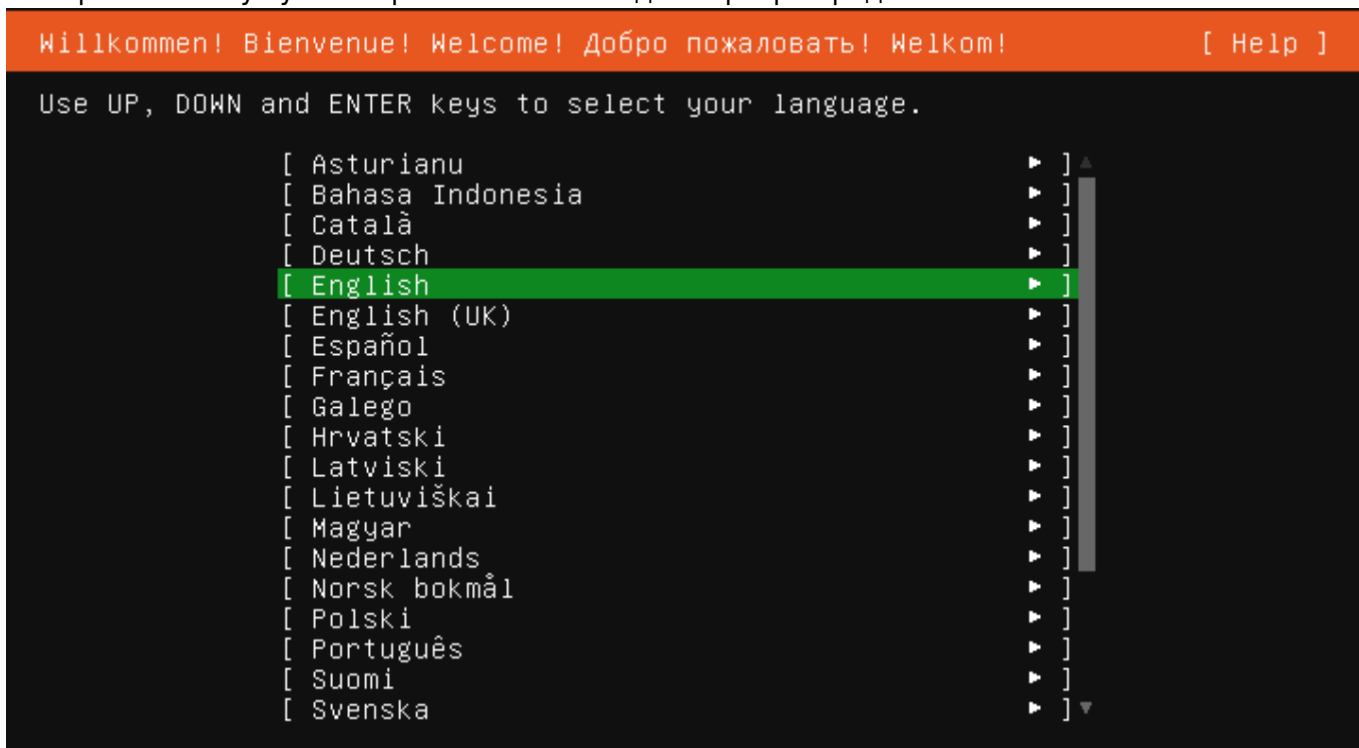 Willkommen! Bienvenue! Welcome! Добро пожаловать! Welkom! [ Help ]
Use UP, DOWN and ENTER keys to select your language.
[ Asturianu ► ]
[ Bahasa Indonesia ► ]
[ Català ► ]
[ Deutsch ► ]
[ English ► ]
[ English (UK) ► ]
[ Español ► ]
[ Français ► ]
[ Galego ► ]
[ Hrvatski ► ]
[ Latviski ► ]
[ Lietuviškai ► ]
[ Magyar ► ]
[ Nederlands ► ]
[ Norsk bokmål ► ]
[ Polski ► ]
[ Português ► ]
[ Suomi ► ]
[ Svenska ► ]